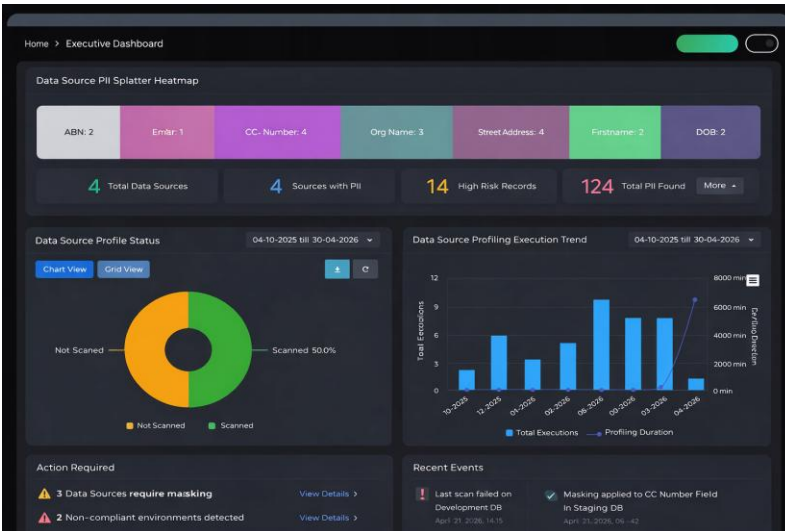 Home > Executive Dashboard
Data Source PII Splatter Heatmap
ABN: 2
Emlar: 1
CC- Number: 4
Org Name: 3
Street Address: 4
Firstname: 2
DOB: 2
4 Total Data Sources
4 Sources with PII
14 High Risk Records
124 Total PII Found
More
Data Source Profile Status
04-10-2025 till 30-04-2026
Chart View
Grid View
Not Scaned
Scanned 50.0%
Not Scanned
Scanned
Data Source Profiling Execution Trend
04-10-2025 till 30-04-2026
12
9
6
3
0
8000 min
6000 min
4000 min
2000 min
0 min
10-2025
12-2025
01-2026
02-2026
03-2026
04-2026
Total Executions
Profiing Duration
Action Required
3 Data Sources require masking
View Details >
2 Non-compliant environments detected
View Details >
Recent Events
Last scan failed on
Development DB
April 21, 2026, 14.15
Masking applied to CC Number Field
In Staging DB
April 21, 2026, 06 -42